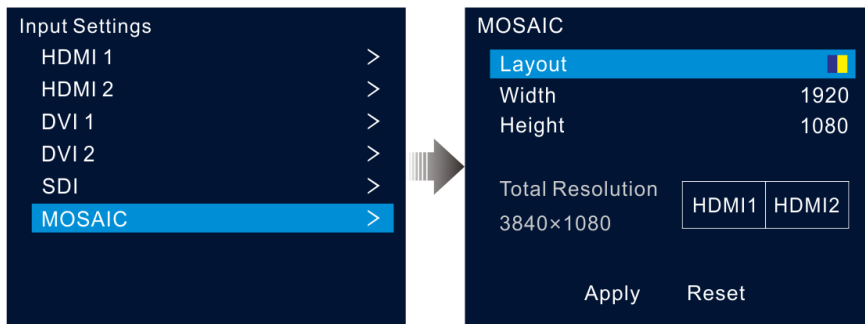 Input Settings
HDMI 1 >
HDMI 2 >
DVI 1 >
DVI 2 >
SDI >
MOSAIC >
MOSAIC
Layout
Width 1920
Height 1080
Total Resolution
3840×1080
HDMI1 HDMI2
Apply Reset